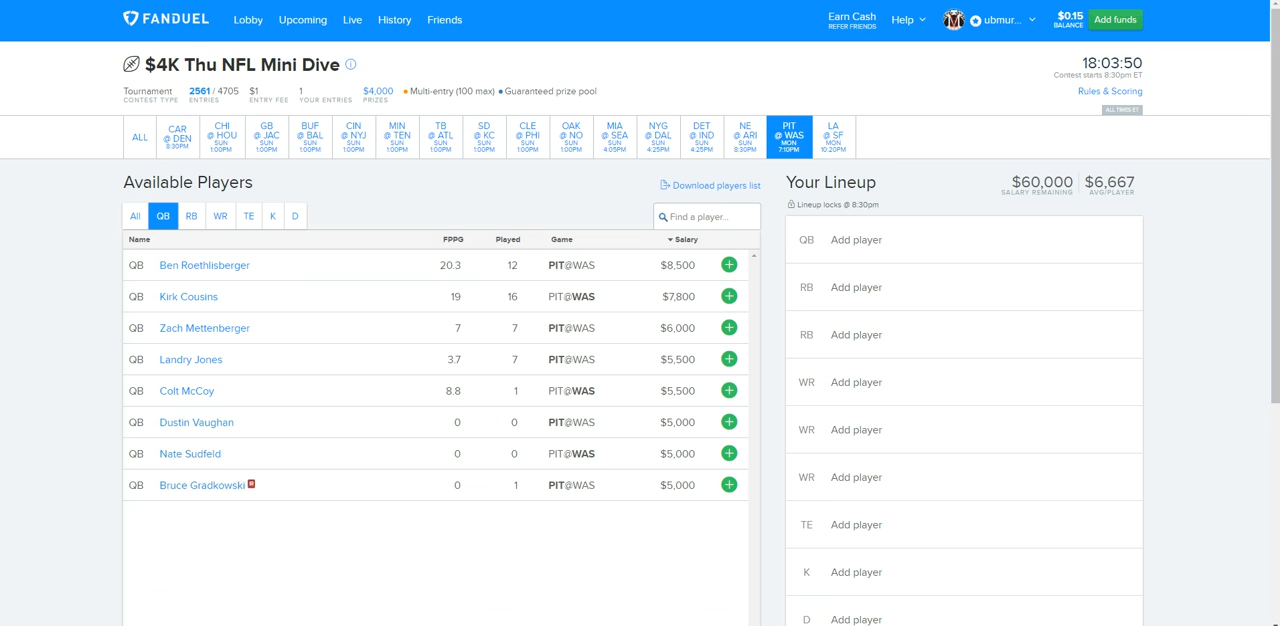 FANDUEL Lobby Upcoming Live History Friends Earn Cash REFER FRIENDS Help ubmur... $0.15 BALANCE Add funds
$4K Thu NFL Mini Dive
18:03:50
Contest starts 8:30pm ET
Tournament CONTEST TYPE
2561 / 4705 ENTRIES
$1 ENTRY FEE
1 YOUR ENTRIES
$4,000 PRIZES
Multi-entry (100 max) Guaranteed prize pool
Rules & Scoring
ALL TIMES ET
ALL
CAR @ DEN 8:30PM
CHI @ HOU SUN 1:00PM
GB @ JAC SUN 1:00PM
BUF @ BAL SUN 1:00PM
CIN @ NYJ SUN 1:00PM
MIN @ TEN SUN 1:00PM
TB @ ATL SUN 1:00PM
SD @ KC SUN 1:00PM
CLE @ PHI SUN 1:00PM
OAK @ NO SUN 1:00PM
MIA @ SEA SUN 4:05PM
NYG @ DAL SUN 4:25PM
DET @ IND SUN 4:25PM
NE @ ARI SUN 8:30PM
PIT @ WAS MON 7:10PM
LA @ SF MON 10:20PM
Available Players
Download players list
All QB RB WR TE K D
Find a player...
Name FPPG Played Game Salary
QB Ben Roethlisberger 20.3 12 PIT@WAS $8,500
QB Kirk Cousins 19 16 PIT@WAS $7,800
QB Zach Mettenberger 7 7 PIT@WAS $6,000
QB Landry Jones 3.7 7 PIT@WAS $5,500
QB Colt McCoy 8.8 1 PIT@WAS $5,500
QB Dustin Vaughan 0 0 PIT@WAS $5,000
QB Nate Sudfeld 0 0 PIT@WAS $5,000
QB Bruce Gradkowski 0 1 PIT@WAS $5,000
Your Lineup
$60,000 SALARY REMAINING
$6,667 AVG/PLAYER
Lineup locks @ 8:30pm
QB Add player
RB Add player
RB Add player
WR Add player
WR Add player
WR Add player
TE Add player
K Add player
D Add player